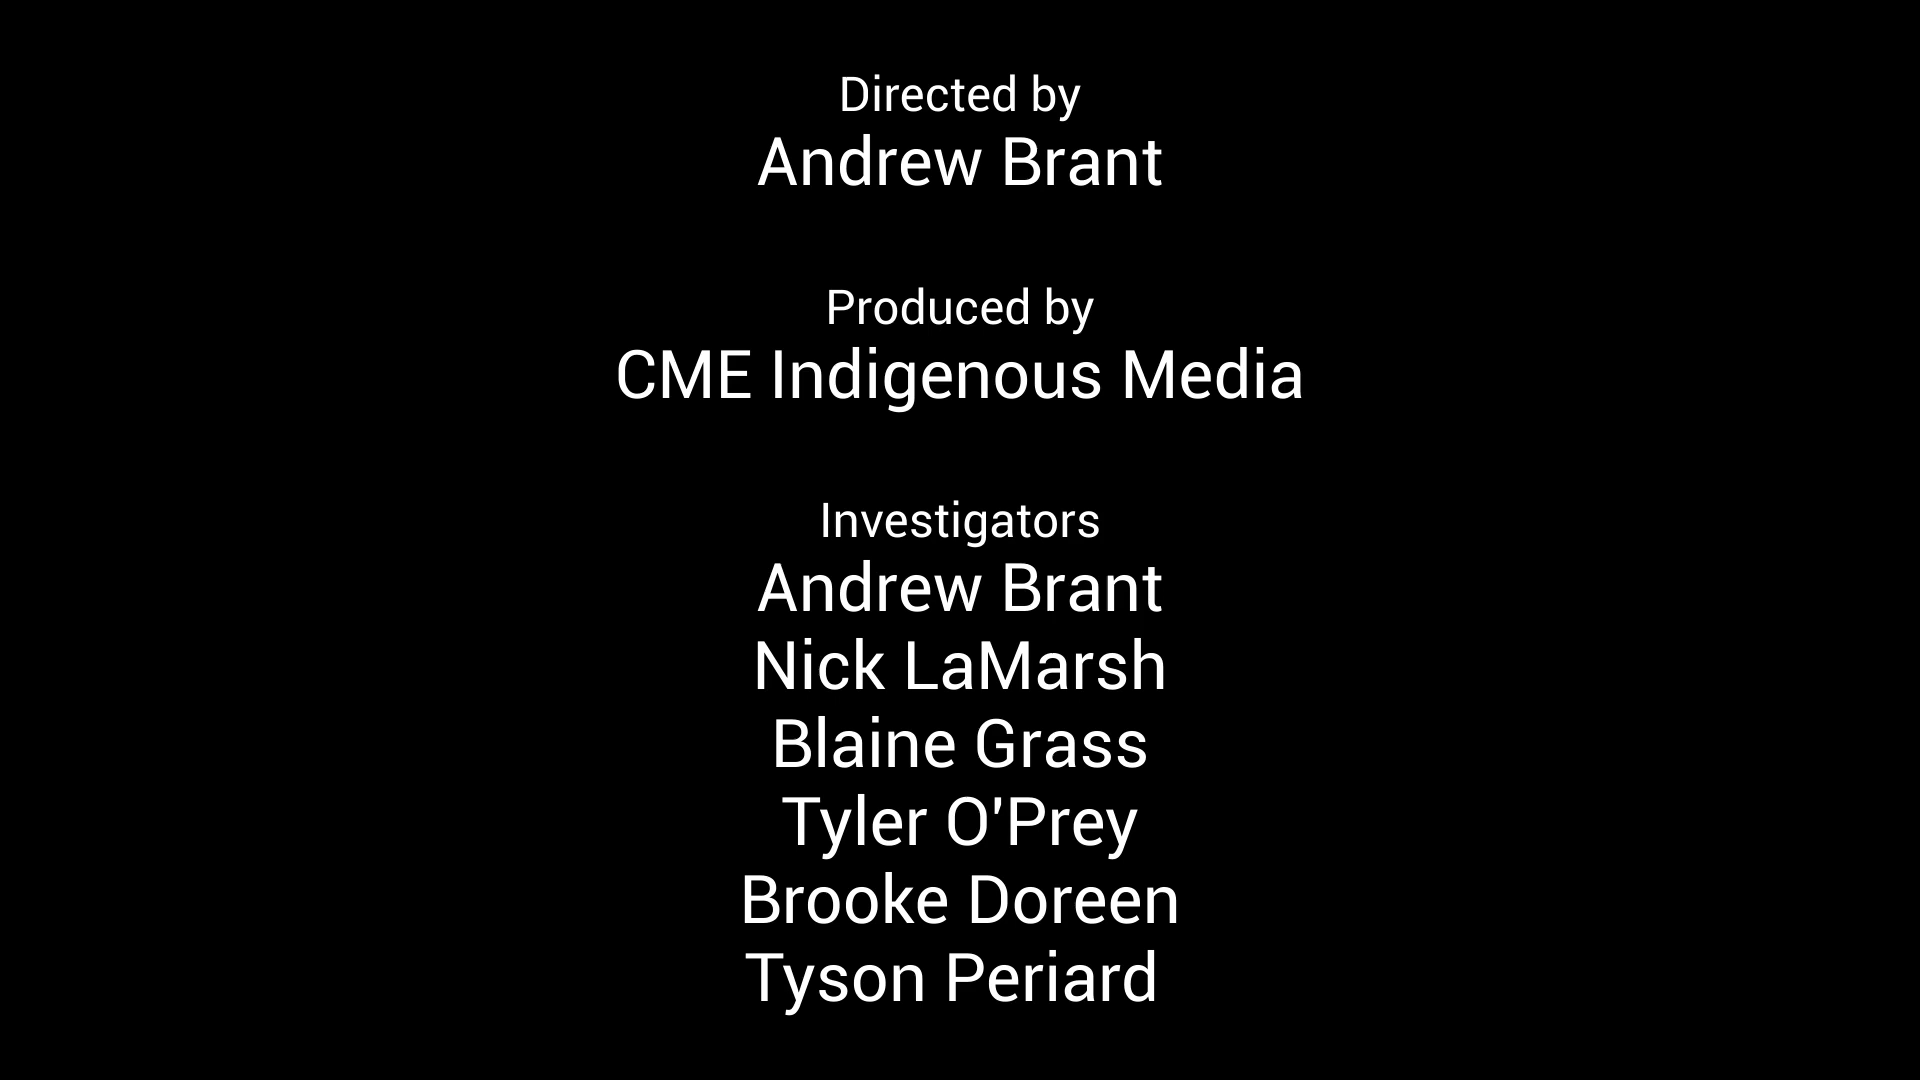 Directed by
Andrew Brant
Produced by
CME Indigenous Media
Investigators
Andrew Brant
Nick LaMarsh
Blaine Grass
Tyler O'Prey
Brooke Doreen
Tyson Periard